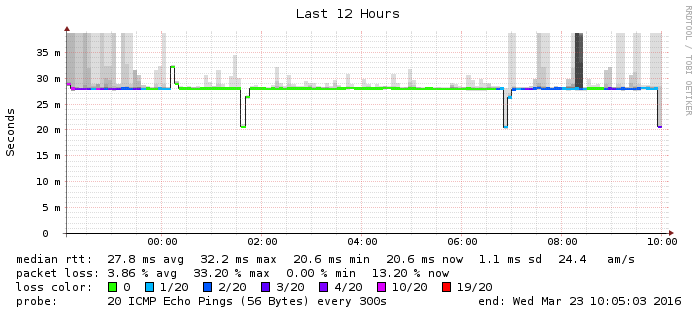 Last 12 Hours
RRDTOOL / TOBI OETIKER
Seconds
35 m
30 m
25 m
20 m
15 m
10 m
5 m
0
00:00 02:00 04:00 06:00 08:00 10:00
median rtt: 27.8 ms avg 32.2 ms max 20.6 ms min 20.6 ms now 1.1 ms sd 24.4 am/s
packet loss: 3.86 % avg 33.20 % max 0.00 % min 13.20 % now
loss color: 0 1/20 2/20 3/20 4/20 10/20 19/20
probe: 20 ICMP Echo Pings (56 Bytes) every 300s end: Wed Mar 23 10:05:03 2016